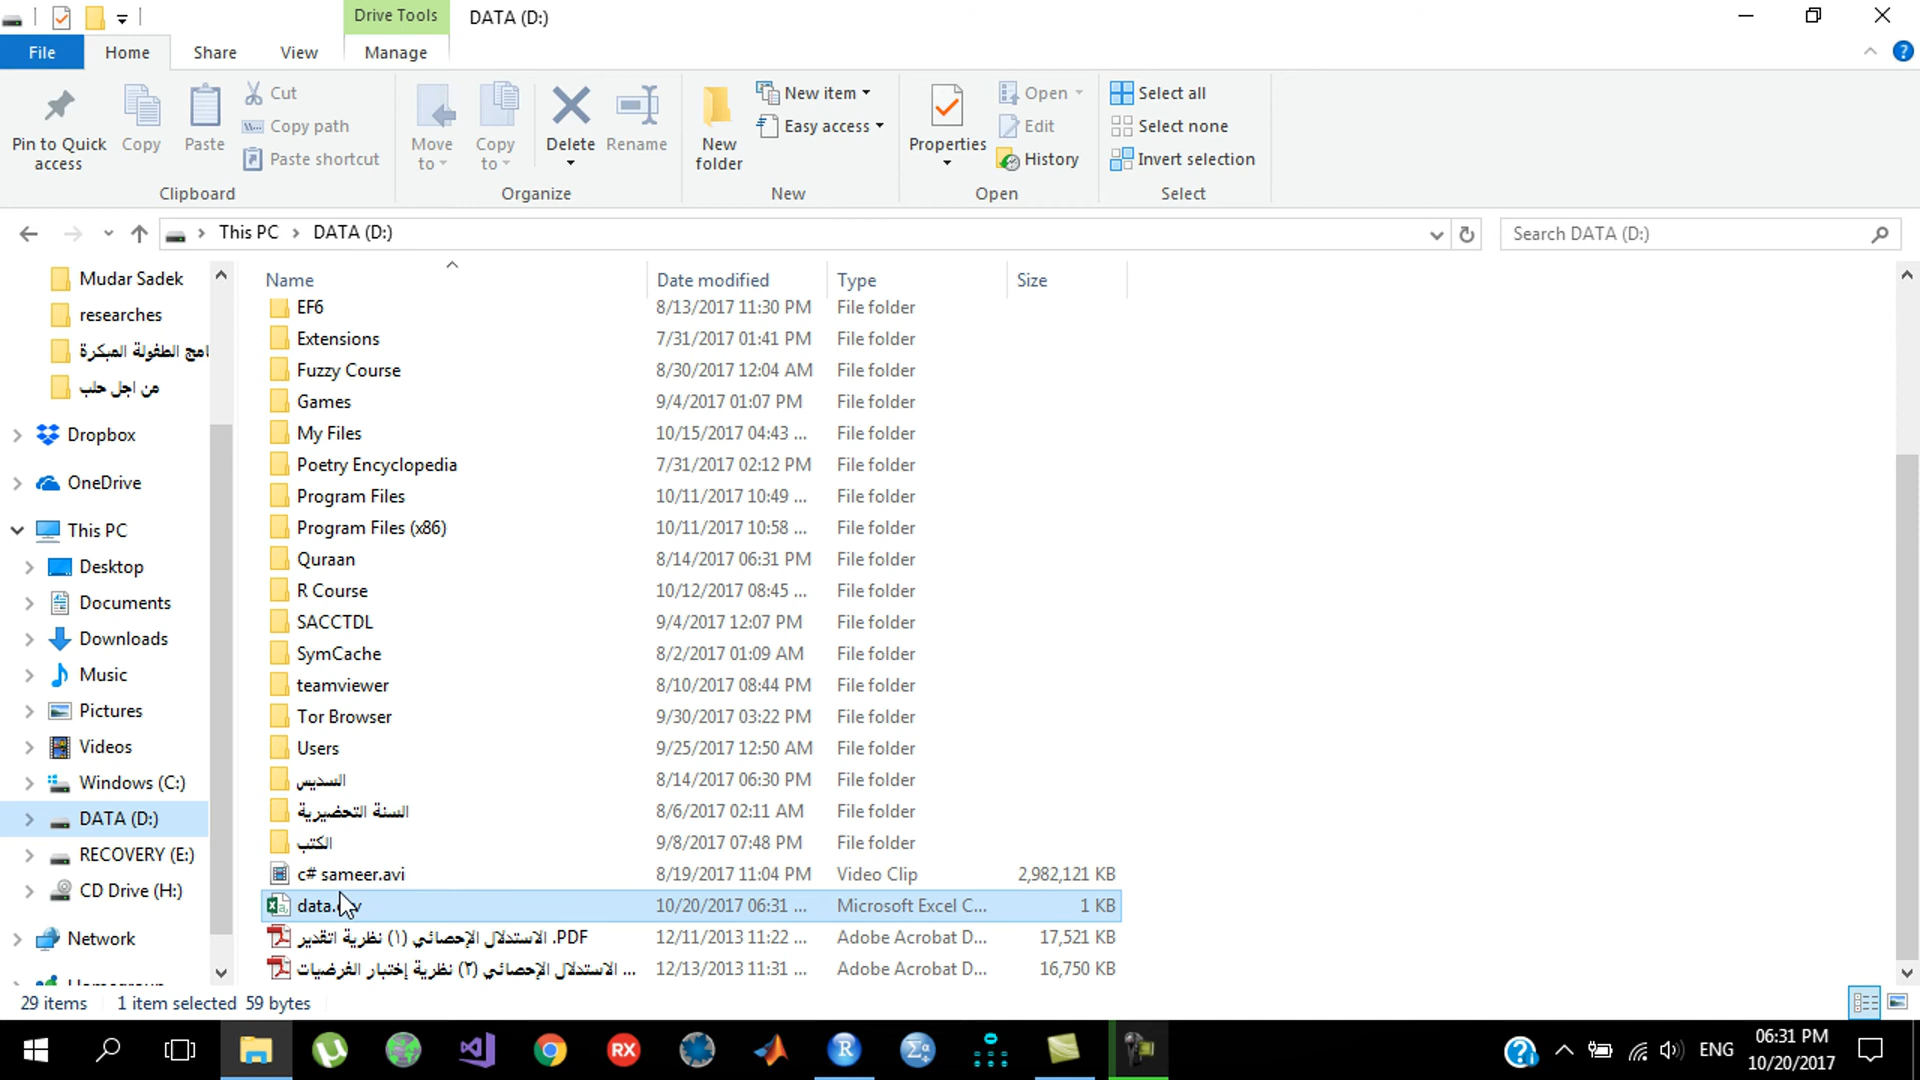 Drive Tools
DATA (D:)
File
Home
Share
View
Manage
Pin to Quick access
Copy
Paste
Cut
Copy path
Paste shortcut
Clipboard
Move to
Copy to
Delete
Rename
Organize
New folder
New item
Easy access
New
Properties
Open
Edit
History
Open
Select all
Select none
Invert selection
Select
This PC > DATA (D:)
Search DATA (D:)
Mudar Sadek
researches
امج الطفولة المبكرة
من اجل حلب
Dropbox
OneDrive
This PC
Desktop
Documents
Downloads
Music
Pictures
Videos
Windows (C:)
DATA (D:)
RECOVERY (E:)
CD Drive (H:)
Network
Name Date modified Type Size
EF6 8/13/2017 11:30 PM File folder
Extensions 7/31/2017 01:41 PM File folder
Fuzzy Course 8/30/2017 12:04 AM File folder
Games 9/4/2017 01:07 PM File folder
My Files 10/15/2017 04:43 ... File folder
Poetry Encyclopedia 7/31/2017 02:12 PM File folder
Program Files 10/11/2017 10:49 ... File folder
Program Files (x86) 10/11/2017 10:58 ... File folder
Quraan 8/14/2017 06:31 PM File folder
R Course 10/12/2017 08:45 ... File folder
SACCTDL 9/4/2017 12:07 PM File folder
SymCache 8/2/2017 01:09 AM File folder
teamviewer 8/10/2017 08:44 PM File folder
Tor Browser 9/30/2017 03:22 PM File folder
Users 9/25/2017 12:50 AM File folder
السديس 8/14/2017 06:30 PM File folder
السنة التحضيرية 8/6/2017 02:11 AM File folder
الكتب 9/8/2017 07:48 PM File folder
c# sameer.avi 8/19/2017 11:04 PM Video Clip 2,982,121 KB
10/20/2017 06:31 ... Microsoft Excel C... 1 KB
الاستدلال الإحصائي (١) نظرية اتقدير .PDF 12/11/2013 11:22 ... Adobe Acrobat D... 17,521 KB
الاستدلال الإحصائي (٢) نظرية إختبار الفرضيات ... 12/13/2013 11:31 ... Adobe Acrobat D... 16,750 KB
29 items 1 item selected 59 bytes
RX
R
ENG
06:31 PM
10/20/2017